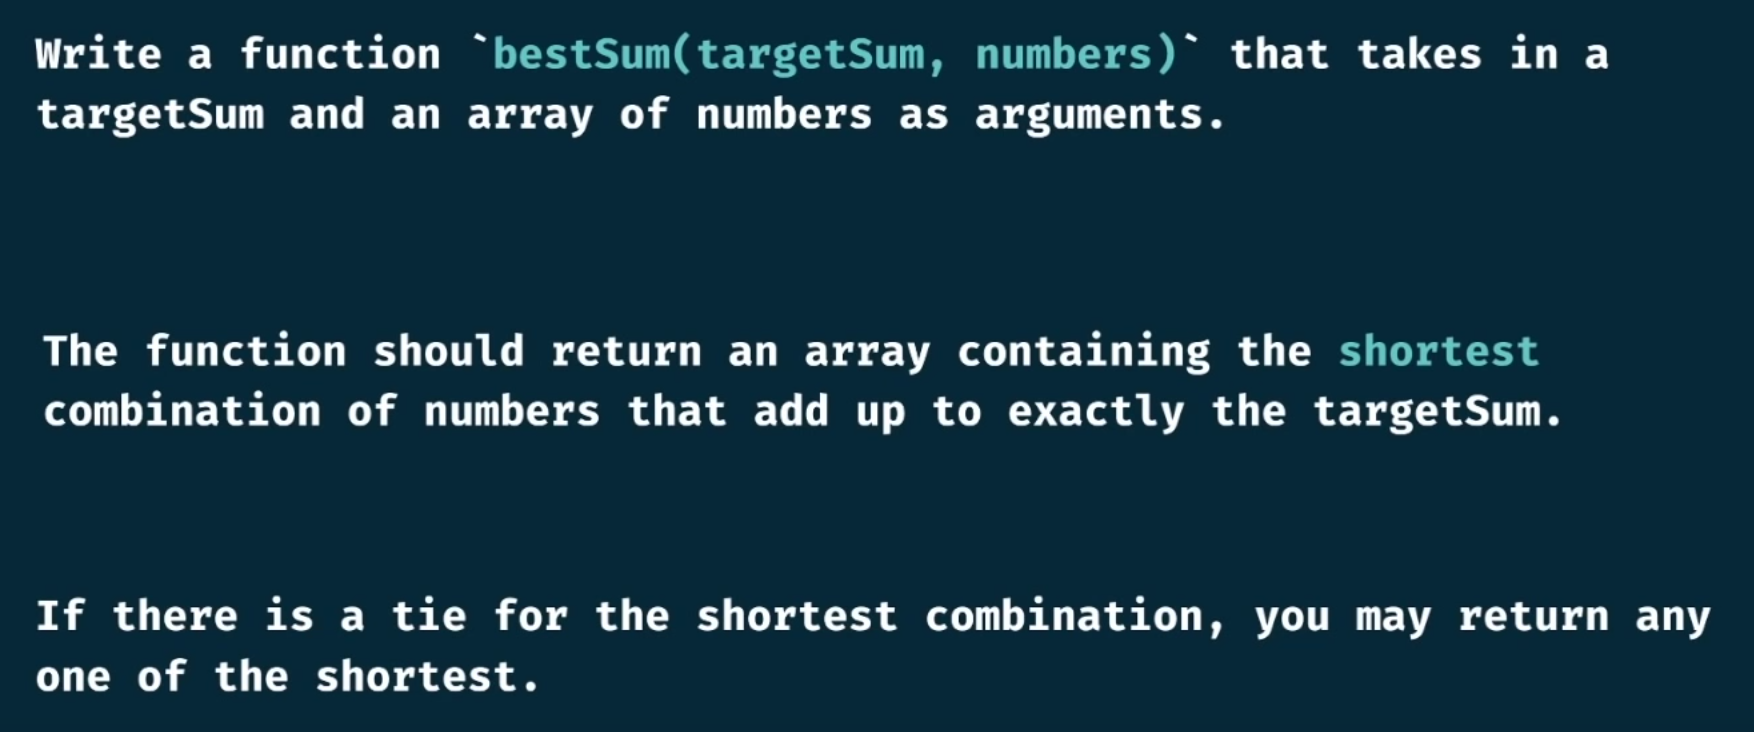 Write a function `bestSum(targetSum, numbers)` that takes in a
targetSum and an array of numbers as arguments.
The function should return an array containing the shortest
combination of numbers that add up to exactly the targetSum.
If there is a tie for the shortest combination, you may return any
one of the shortest.